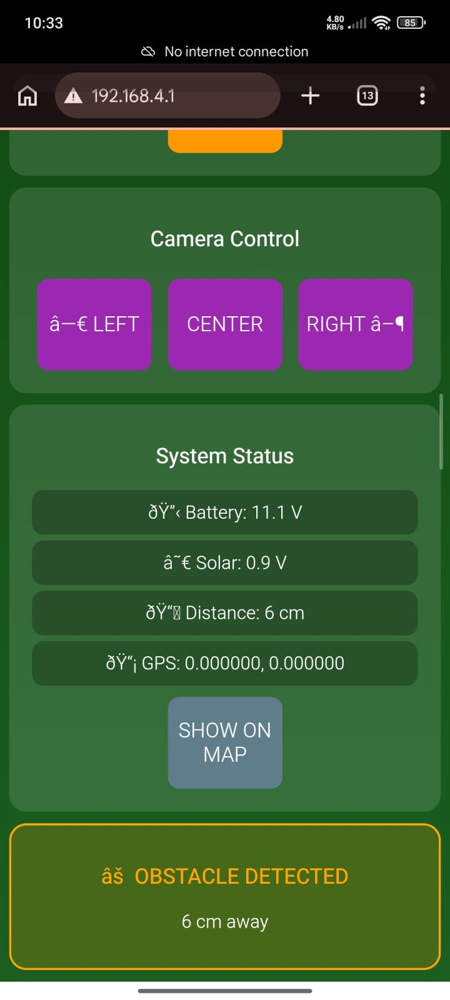 10:33
4.80
KB/s
85
No internet connection
192.168.4.1
13
Camera Control
â—€ LEFT
CENTER
RIGHT â–¶
System Status
ðŸ”‹ Battery: 11.1 V
â˜€ Solar: 0.9 V
ðŸ“ Distance: 6 cm
ðŸ“¡ GPS: 0.000000, 0.000000
SHOW ON
MAP
âš  OBSTACLE DETECTED
6 cm away